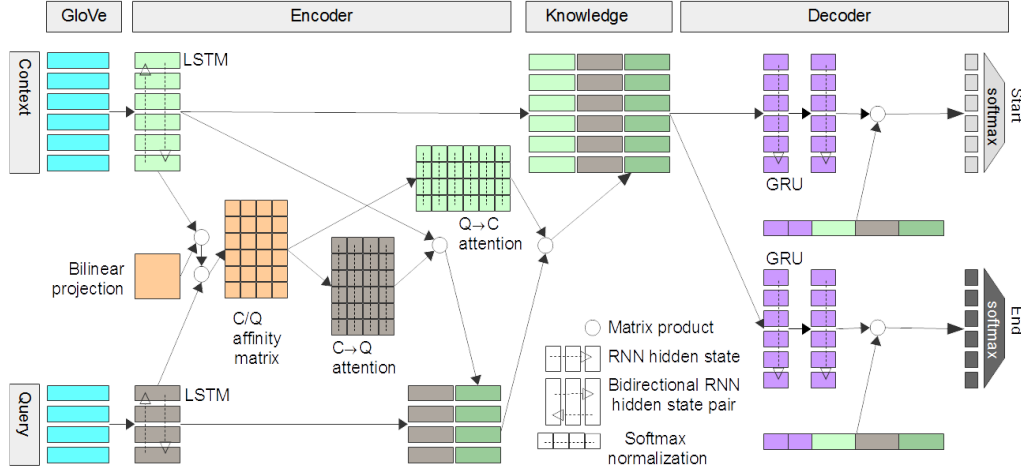 GloVe
Encoder
Knowledge
Decoder
Context
LSTM
GRU
softmax
Start
Q→C
attention
Bilinear
projection
C/Q
affinity
matrix
C→Q
attention
GRU
softmax
End
Matrix product
RNN hidden state
Bidirectional RNN
hidden state pair
Softmax
normalization
Query
LSTM